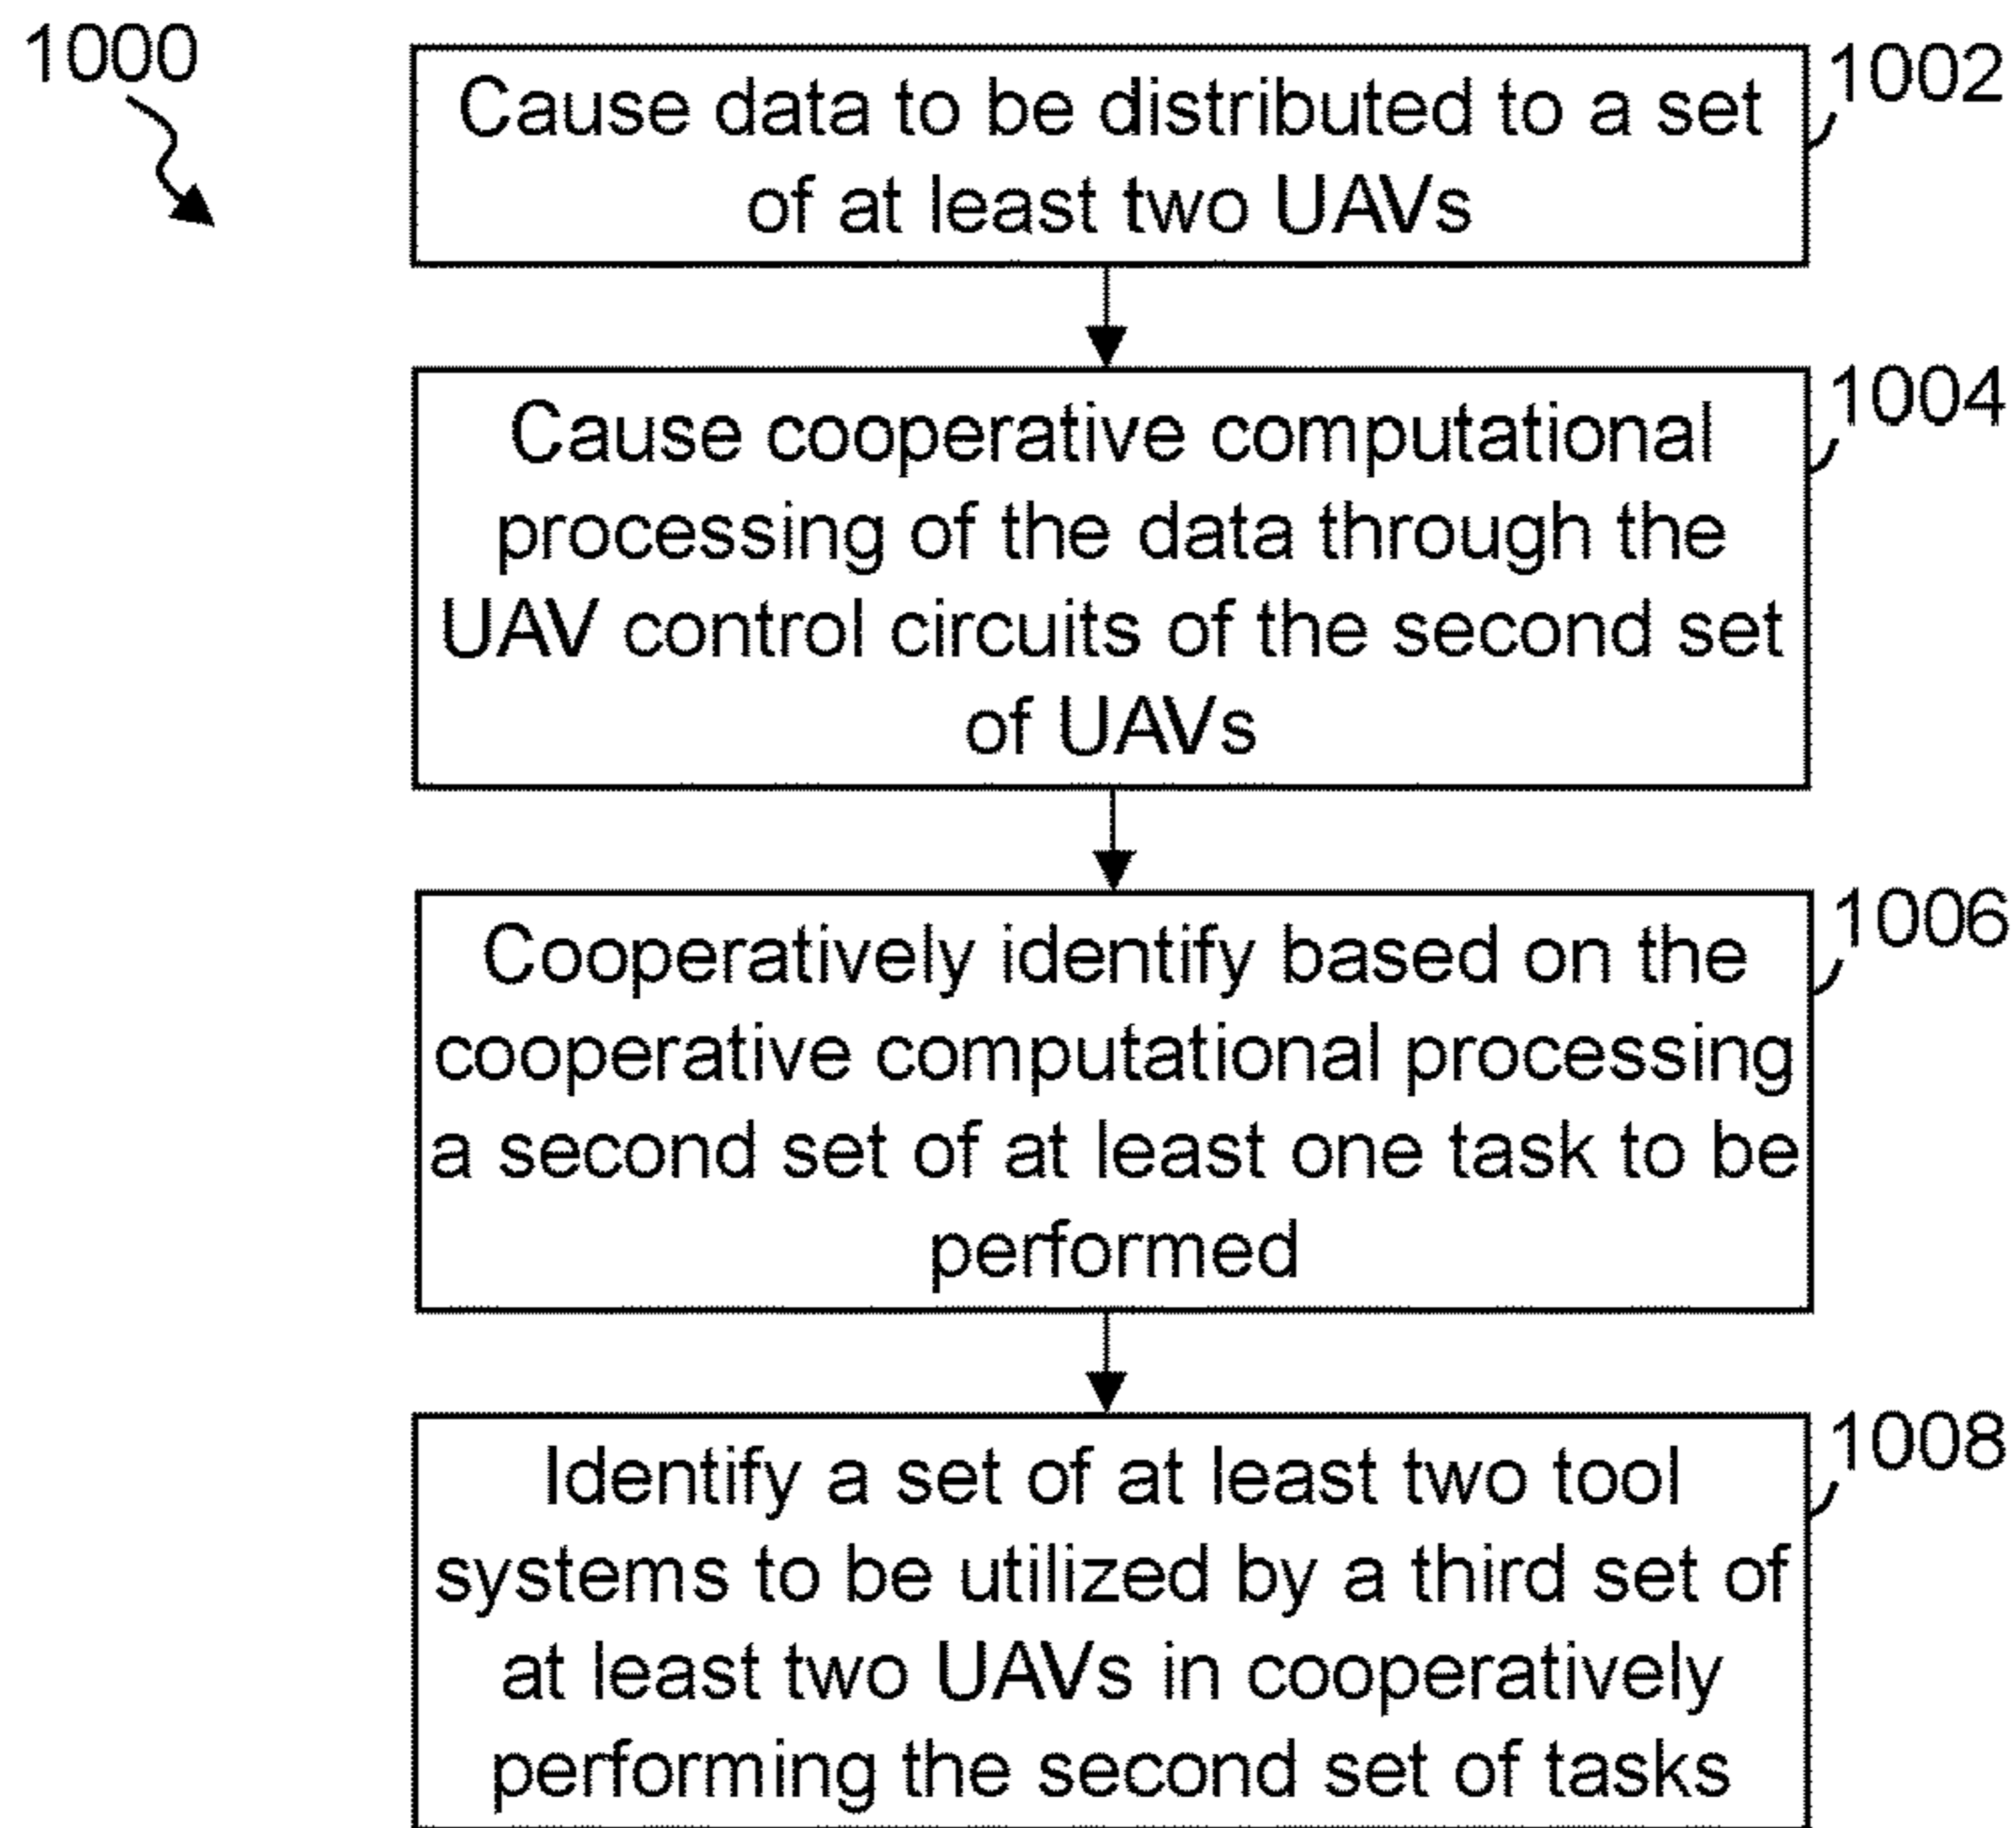 1000
1002
Cause data to be distributed to a set
of at least two UAVs
1004
Cause cooperative computational
processing of the data through the
UAV control circuits of the second set
of UAVs
1006
Cooperatively identify based on the
cooperative computational processing
a second set of at least one task to be
performed
1008
Identify a set of at least two tool
systems to be utilized by a third set of
at least two UAVs in cooperatively
performing the second set of tasks